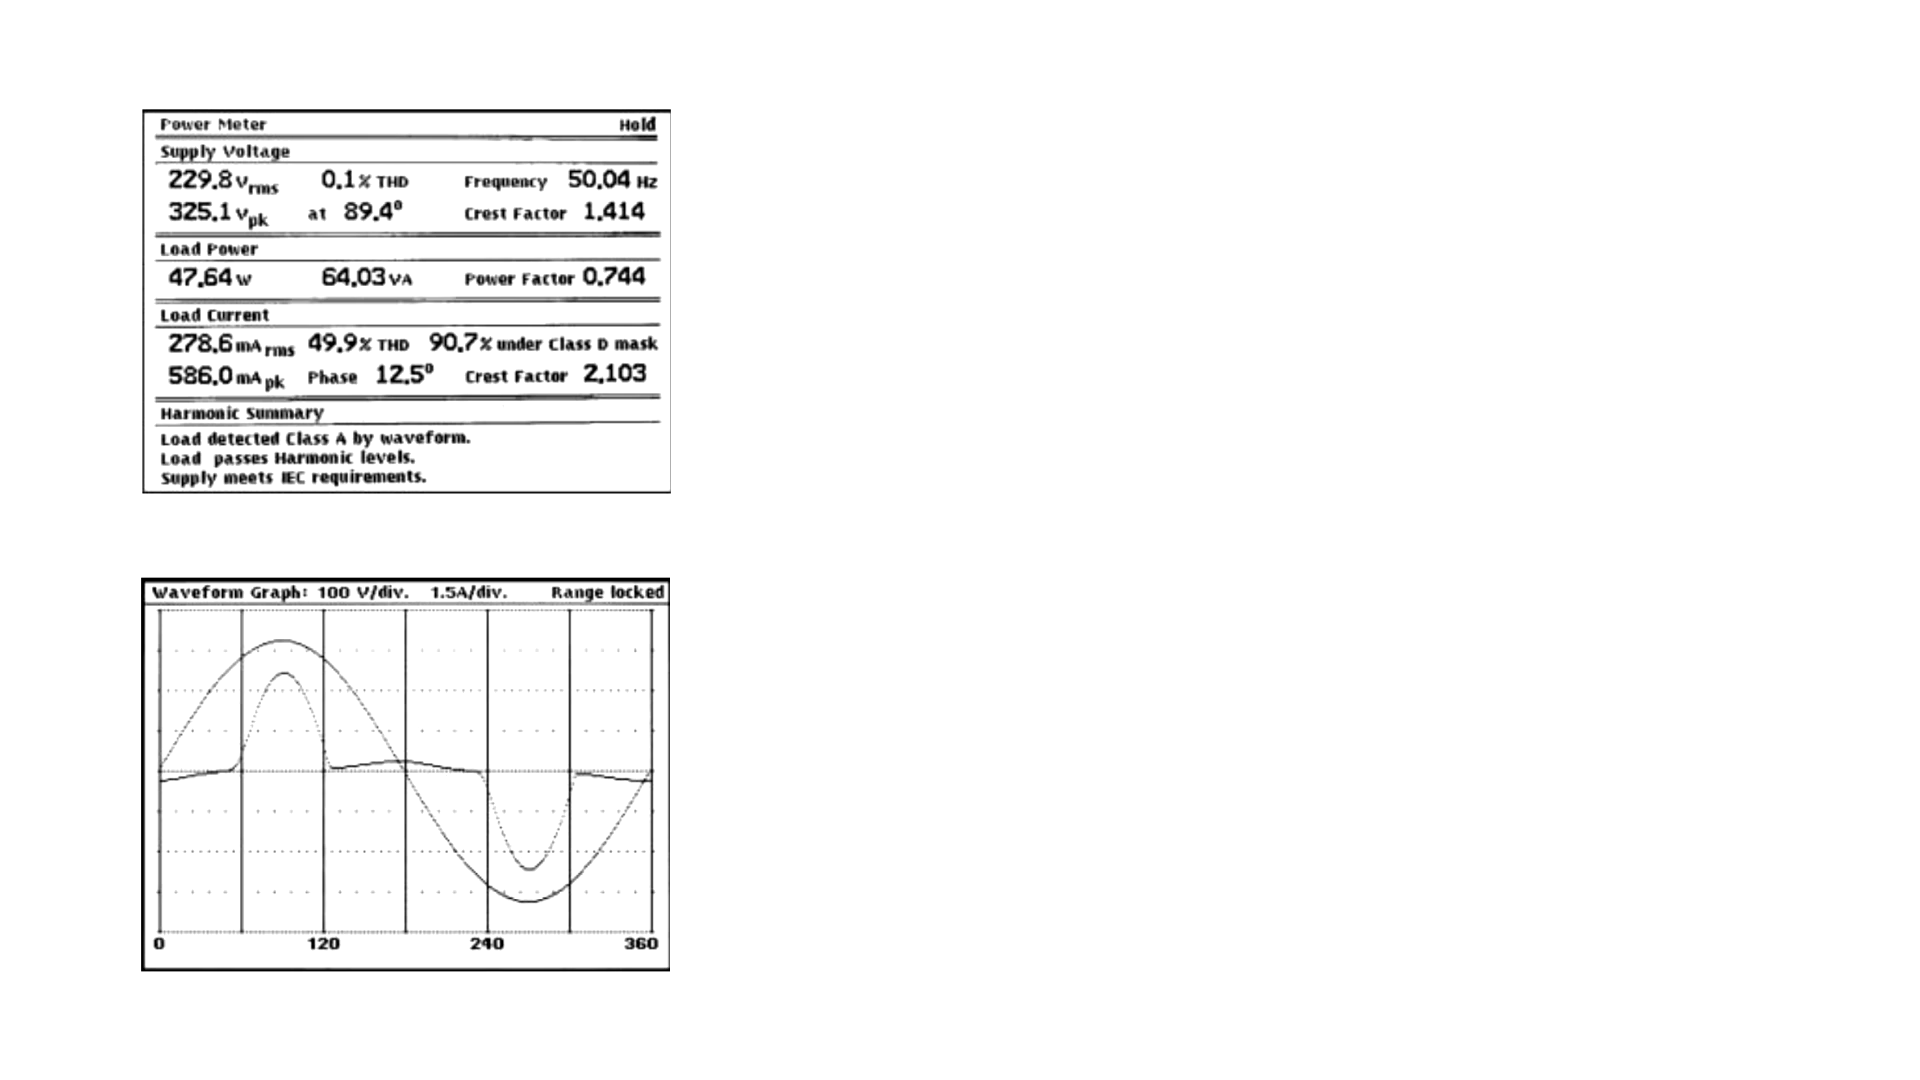 Power Meter Hold
Supply Voltage
229.8 Vrms 0.1% THD Frequency 50.04 Hz
325.1 Vpk at 89.4° Crest Factor 1.414
Load Power
47.64 W 64.03 VA Power Factor 0.744
Load Current
278.6 mA rms 49.9% THD 90.7% under Class D mask
586.0 mA pk Phase 12.5° Crest Factor 2.103
Harmonic Summary
Load detected Class A by waveform.
Load passes Harmonic levels.
Supply meets IEC requirements.
Waveform Graph: 100 V/div. 1.5A/div. Range locked
0 120 240 360